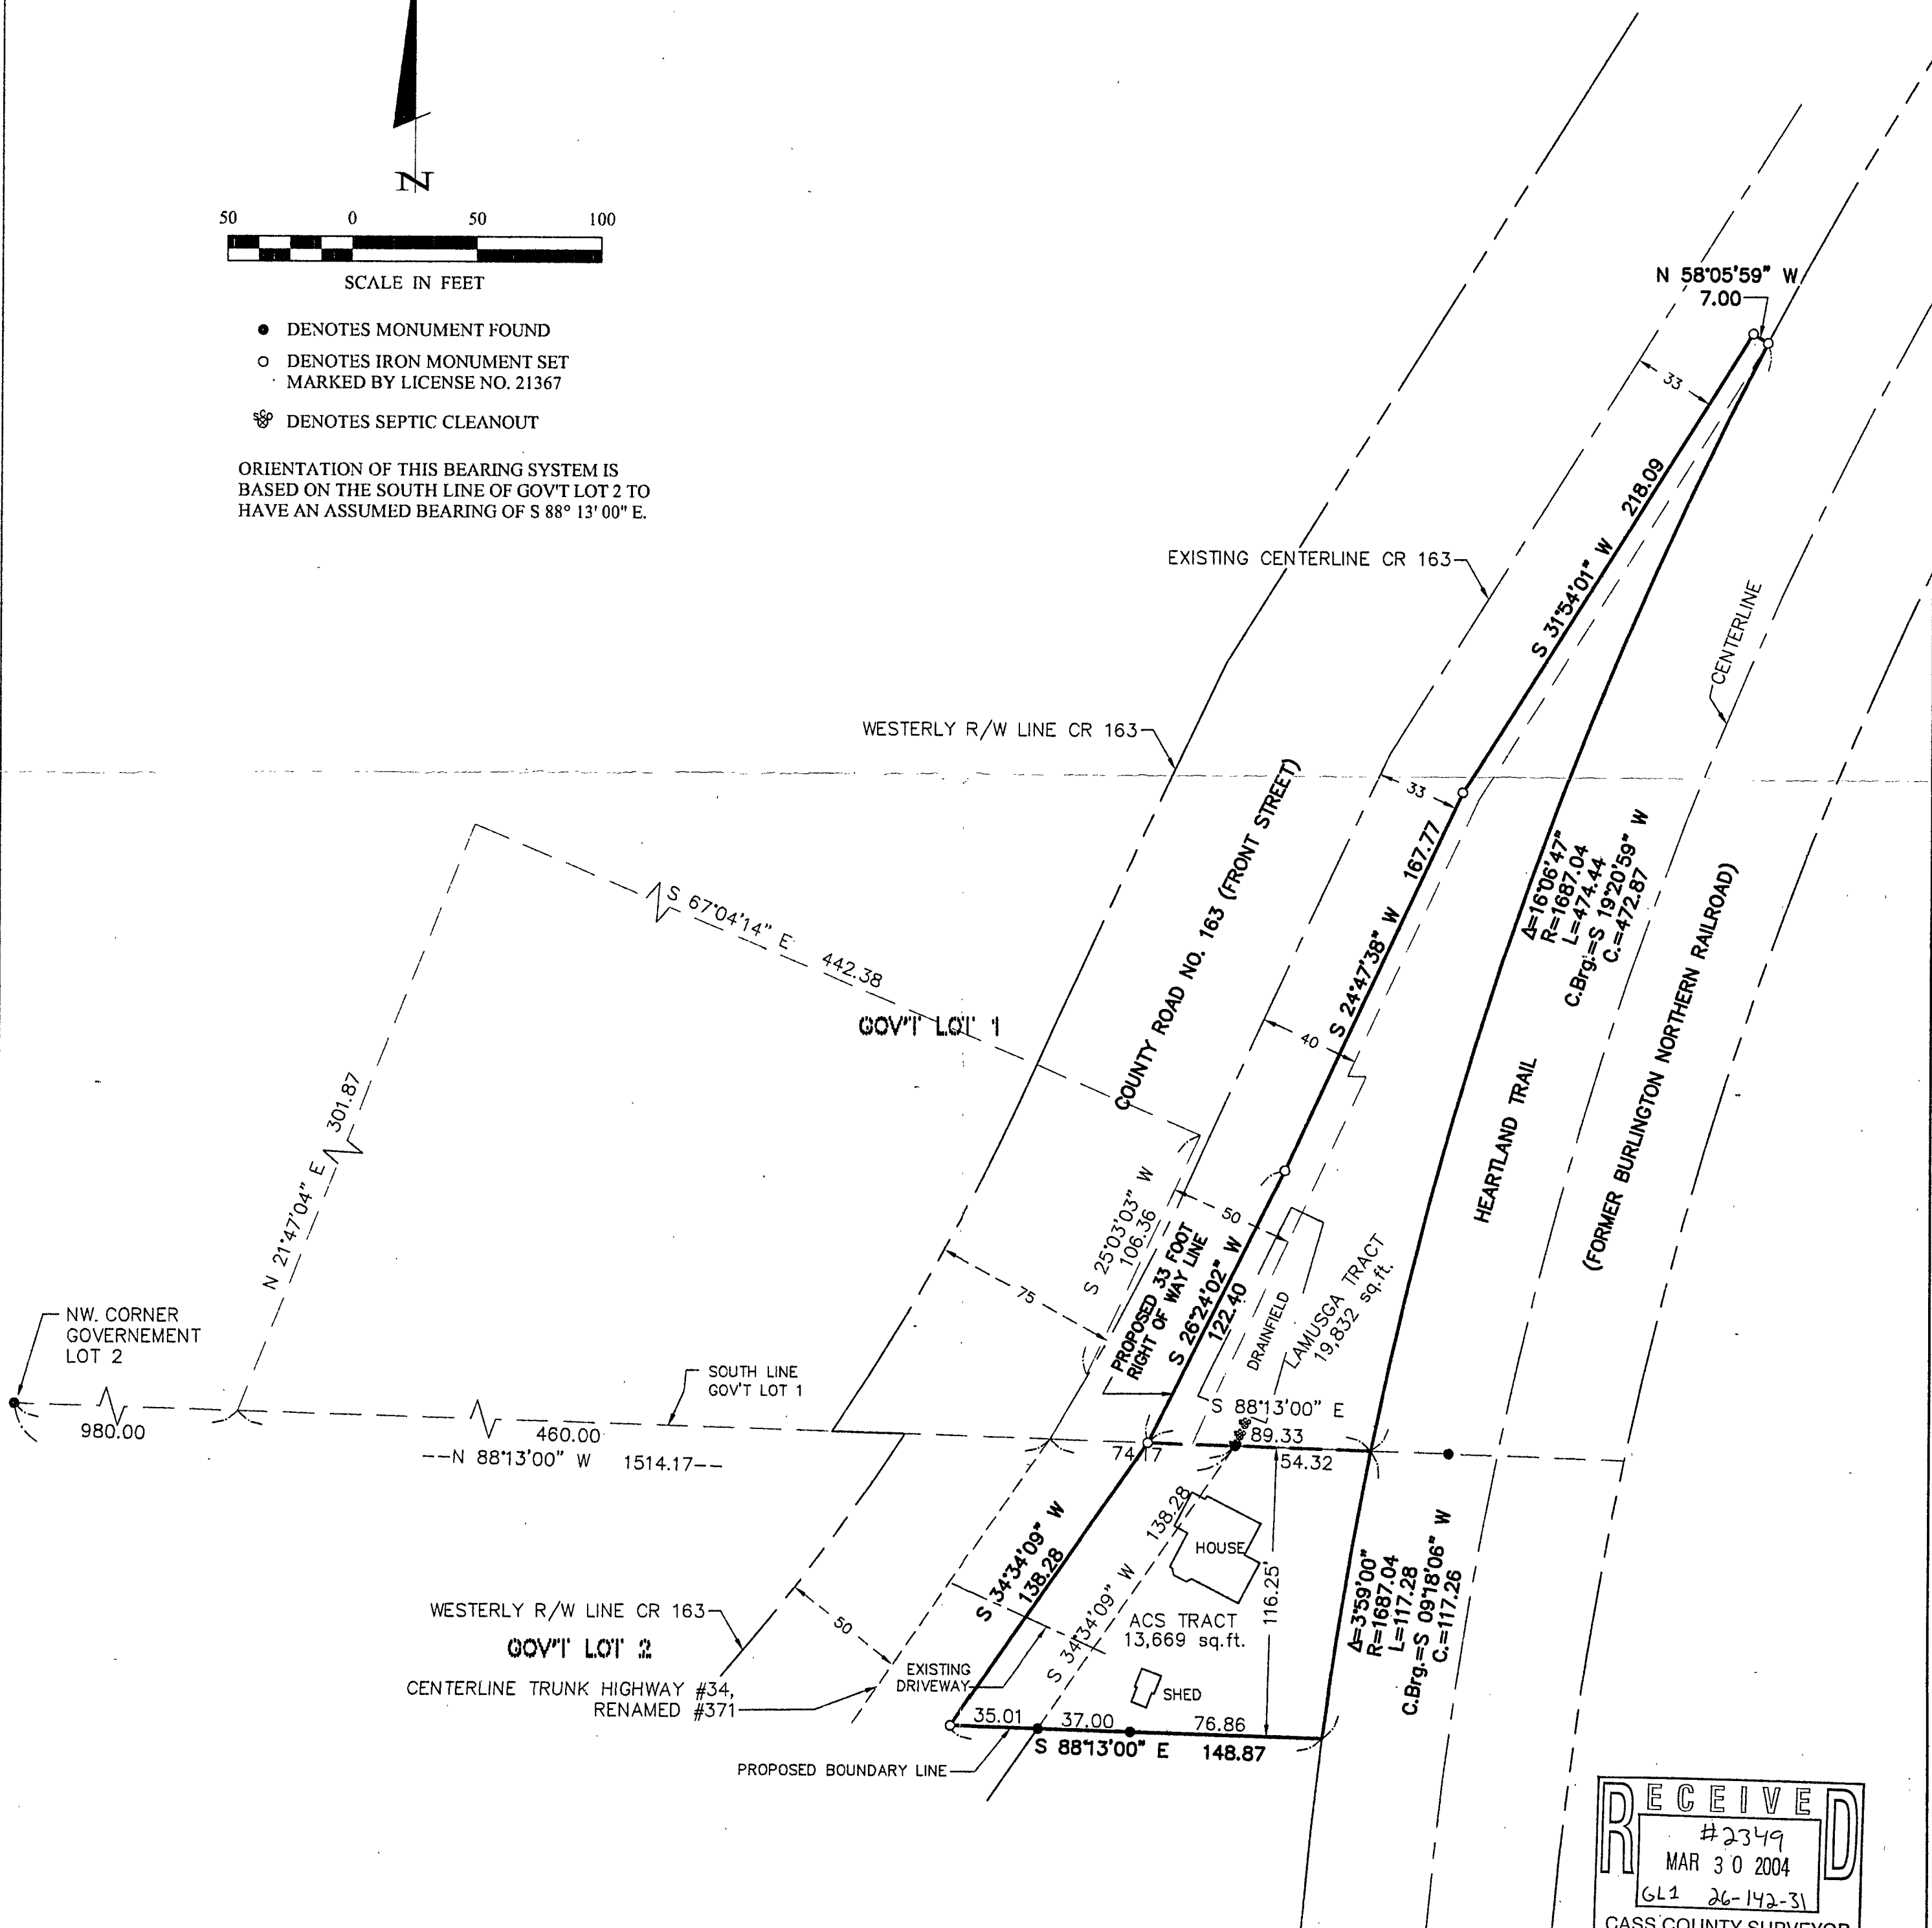 N
50 0 50 100
SCALE IN FEET
DENOTES MONUMENT FOUND
DENOTES IRON MONUMENT SET
MARKED BY LICENSE NO. 21367
SCO DENOTES SEPTIC CLEANOUT
ORIENTATION OF THIS BEARING SYSTEM IS
BASED ON THE SOUTH LINE OF GOV'T LOT 2 TO
HAVE AN ASSUMED BEARING OF S 88° 13' 00" E.
N 58°05'59" W
7.00
33
S 31°54'01" W 218.09
EXISTING CENTERLINE CR 163
CENTERLINE
WESTERLY R/W LINE CR 163
33
COUNTY ROAD NO. 163 (FRONT STREET)
S 24°47'38" W 167.77
Δ=16°06'47"
R=1687.04
L=474.44
C.Brg.=S 19°20'59" W
C.=472.87
S 67°04'14" E 442.38
GOV'T LOT 1
40
HEARTLAND TRAIL
(FORMER BURLINGTON NORTHERN RAILROAD)
N 21°47'04" E 301.87
S 25°03'03" W
106.36
50
75
PROPOSED 33 FOOT
RIGHT OF WAY LINE
S 26°24'02" W
122.40
DRAINFIELD
LAMUSGA TRACT
19,832 sq.ft.
NW. CORNER
GOVERNEMENT
LOT 2
SOUTH LINE
GOV'T LOT 1
S 88°13'00" E
89.33
980.00
460.00
--N 88°13'00" W 1514.17--
74.17
54.32
S 34°34'09" W
138.28
S 34°34'09" W 138.28
HOUSE
116.25'
Δ=3°59'00"
R=1687.04
L=117.28
C.Brg.=S 09°18'06" W
C.=117.26
WESTERLY R/W LINE CR 163
50
GOV'T LOT 2
ACS TRACT
13,669 sq.ft.
CENTERLINE TRUNK HIGHWAY #34,
RENAMED #371
EXISTING
DRIVEWAY
SHED
35.01 37.00 76.86
S 88°13'00" E 148.87
PROPOSED BOUNDARY LINE
RECEIVED
#2349
MAR 30 2004
GL1 26-142-31
CASS COUNTY SURVEYOR